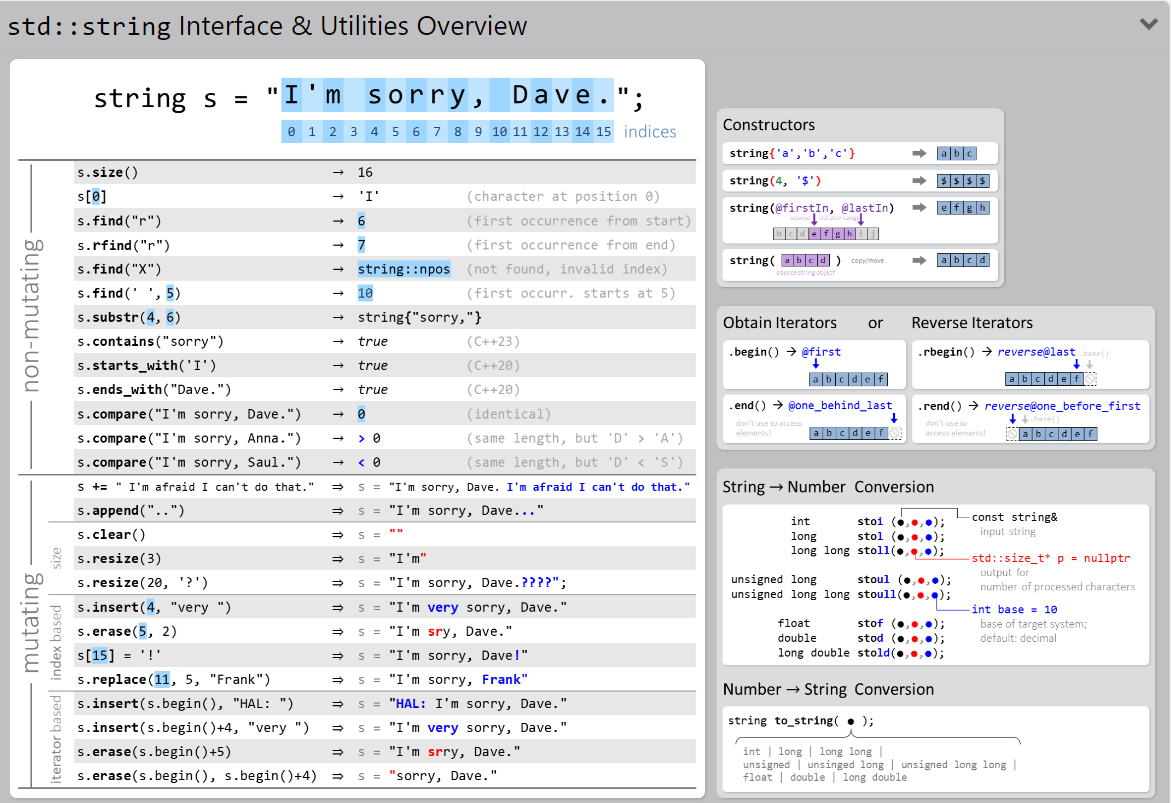 std::string Interface & Utilities Overview
string s = "I'm sorry, Dave.";
0 1 2 3 4 5 6 7 8 9 10 11 12 13 14 15 indices
non-mutating
s.size() → 16
s[0] → 'I' (character at position 0)
s.find("r") → 6 (first occurrence from start)
s.rfind("r") → 7 (first occurrence from end)
s.find("X") → string::npos (not found, invalid index)
s.find(' ', 5) → 10 (first occurr. starts at 5)
s.substr(4, 6) → string{"sorry,"}
s.contains("sorry") → true (C++23)
s.starts_with('I') → true (C++20)
s.ends_with("Dave.") → true (C++20)
s.compare("I'm sorry, Dave.") → 0 (identical)
s.compare("I'm sorry, Anna.") → > 0 (same length, but 'D' > 'A')
s.compare("I'm sorry, Saul.") → < 0 (same length, but 'D' < 'S')
mutating
s += " I'm afraid I can't do that." ⇒ s = "I'm sorry, Dave. I'm afraid I can't do that."
s.append("..") ⇒ s = "I'm sorry, Dave..."
size
s.clear() ⇒ s = ""
s.resize(3) ⇒ s = "I'm"
s.resize(20, '?') ⇒ s = "I'm sorry, Dave.????";
index based
s.insert(4, "very ") ⇒ s = "I'm very sorry, Dave."
s.erase(5, 2) ⇒ s = "I'm sry, Dave."
s[15] = '!' ⇒ s = "I'm sorry, Dave!"
s.replace(11, 5, "Frank") ⇒ s = "I'm sorry, Frank"
iterator based
s.insert(s.begin(), "HAL: ") ⇒ s = "HAL: I'm sorry, Dave."
s.insert(s.begin()+4, "very ") ⇒ s = "I'm very sorry, Dave."
s.erase(s.begin()+5) ⇒ s = "I'm srry, Dave."
s.erase(s.begin(), s.begin()+4) ⇒ s = "sorry, Dave."
Constructors
string{'a','b','c'} ➡ a b c
string(4, '$') ➡ $ $ $ $
string(@firstIn, @lastIn) ➡ e f g h
source iterator range
b c d e f g h i j
string( a b c d ) copy/move ➡ a b c d
source string object
Obtain Iterators or Reverse Iterators
.begin() → @first
a b c d e f
.rbegin() → reverse@last .base()
a b c d e f
.end() → @one_behind_last
don't use to access
elements!
a b c d e f
.rend() → reverse@one_before_first
don't use to
access elements!
.base()
a b c d e f
String → Number Conversion
int stoi (●,●,●);
long stol (●,●,●);
long long stoll(●,●,●);
const string&
input string
std::size_t* p = nullptr
output for
number of processed characters
unsigned long stoul (●,●,●);
unsigned long long stoull(●,●,●);
int base = 10
base of target system;
default: decimal
float stof (●,●,●);
double stod (●,●,●);
long double stold(●,●,●);
Number → String Conversion
string to_string( ● );
int | long | long long |
unsigned | unsinged long | unsigned long long |
float | double | long double